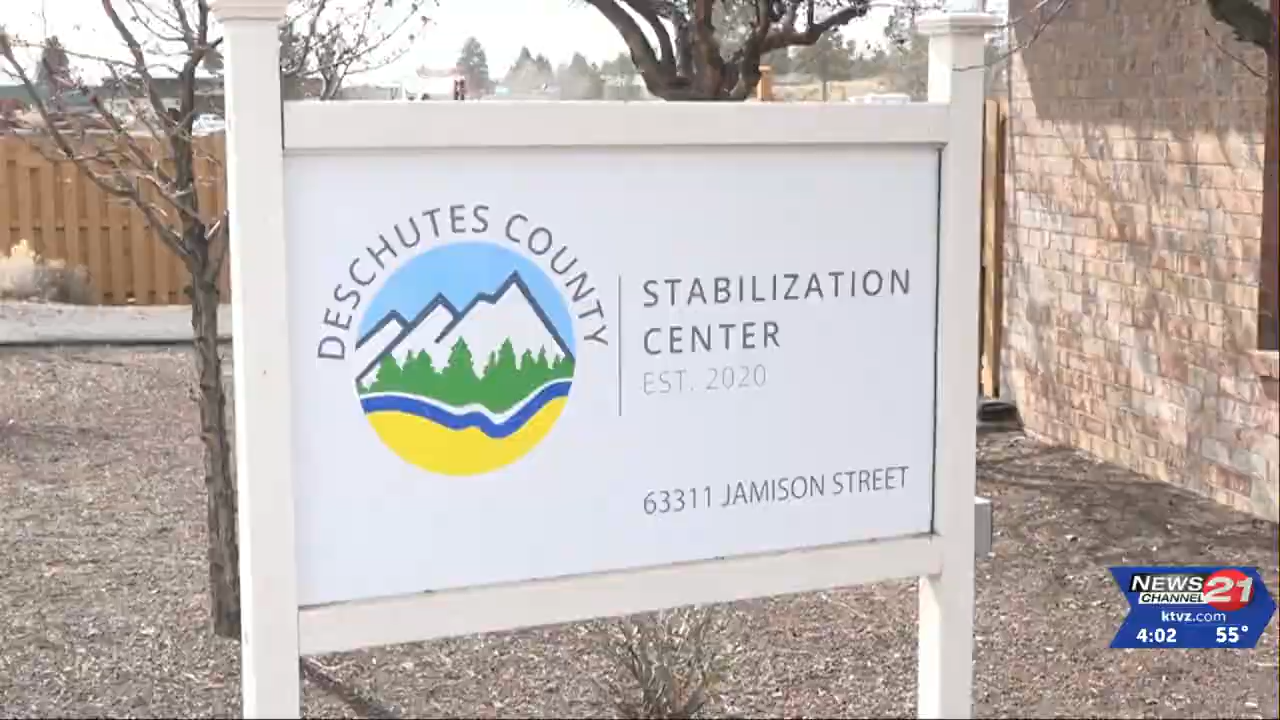 DESCHUTES COUNTY
STABILIZATION
CENTER
EST. 2020
63311 JAMISON STREET
NEWS
CHANNEL
21
ktvz.com
4:02 55°